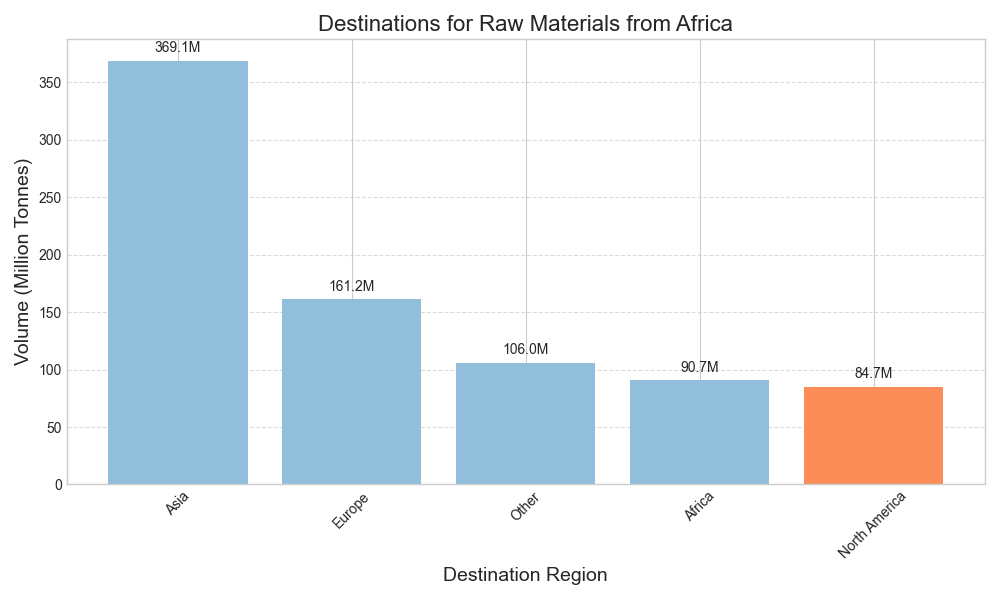 Destinations for Raw Materials from Africa
Volume (Million Tonnes)
350
300
250
200
150
100
50
0
369.1M
161.2M
106.0M
90.7M
84.7M
Asia
Europe
Other
Africa
North America
Destination Region